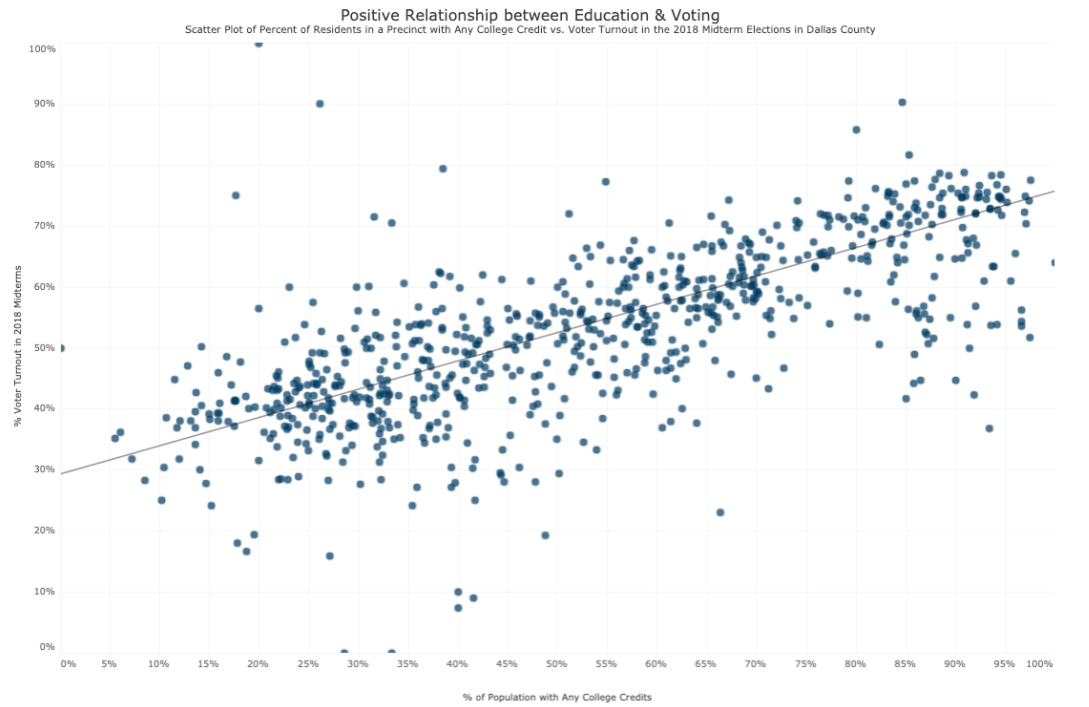 Positive Relationship between Education & Voting
Scatter Plot of Percent of Residents in a Precinct with Any College Credit vs. Voter Turnout in the 2018 Midterm Elections in Dallas County
100%
90%
80%
70%
60%
50%
40%
30%
20%
10%
0%
% Voter Turnout in 2018 Midterms
0% 5% 10% 15% 20% 25% 30% 35% 40% 45% 50% 55% 60% 65% 70% 75% 80% 85% 90% 95% 100%
% of Population with Any College Credits